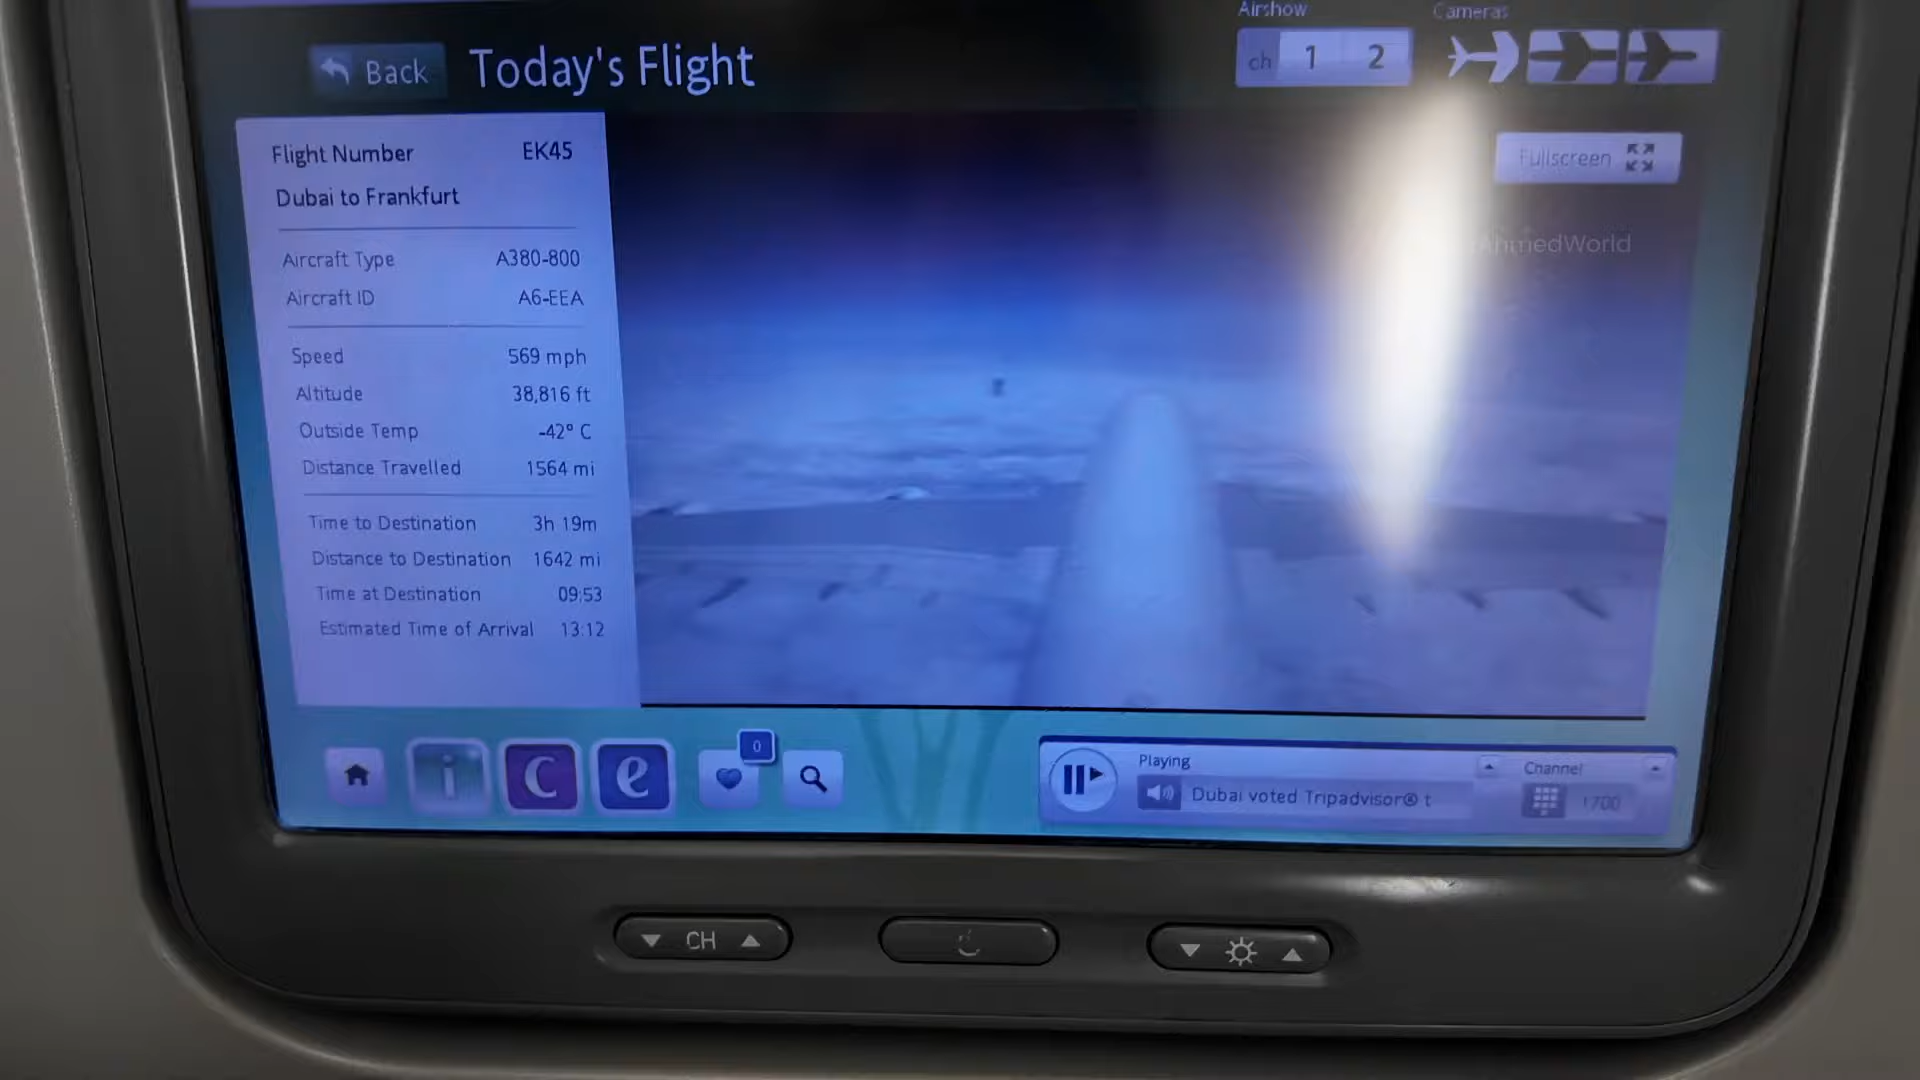 Airshow
Cameras
Back
Today's Flight
ch 1 2
Flight Number EK45
Fullscreen
Dubai to Frankfurt
AhmedWorld
Aircraft Type A380-800
Aircraft ID A6-EEA
Speed 569 mph
Altitude 38,816 ft
Outside Temp -42° C
Distance Travelled 1564 mi
Time to Destination 3h 19m
Distance to Destination 1642 mi
Time at Destination 09:53
Estimated Time of Arrival 13:12
0
i C e
Playing
Channel
Dubai voted Tripadvisor® t
1700
CH